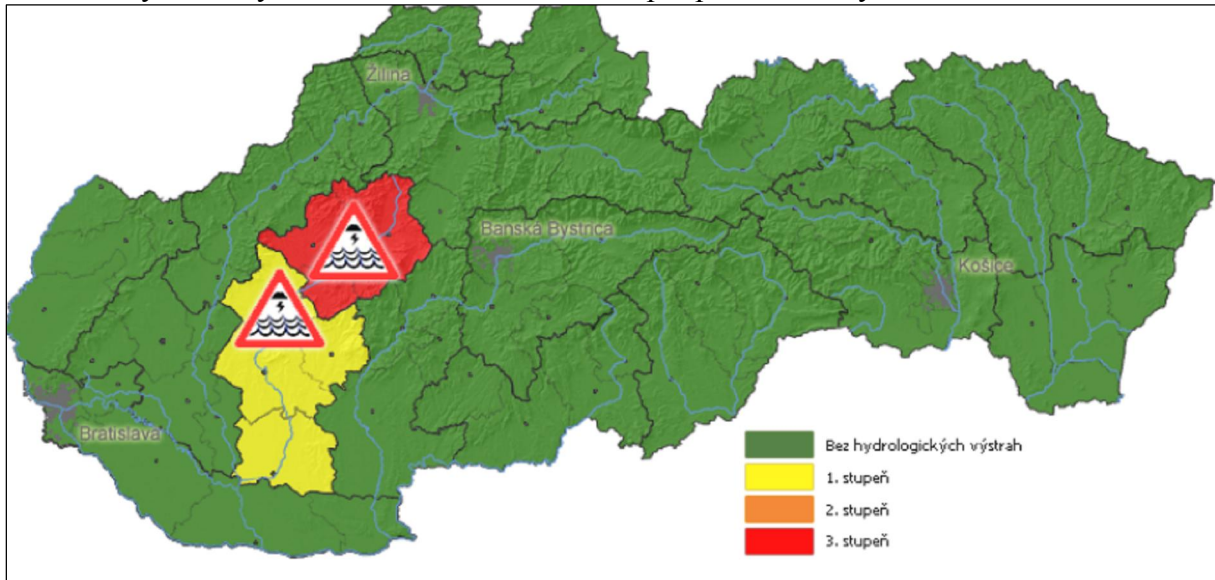 Žilina
Banská Bystrica
Košice
Bratislava
Bez hydrologických výstrah
1. stupeň
2. stupeň
3. stupeň